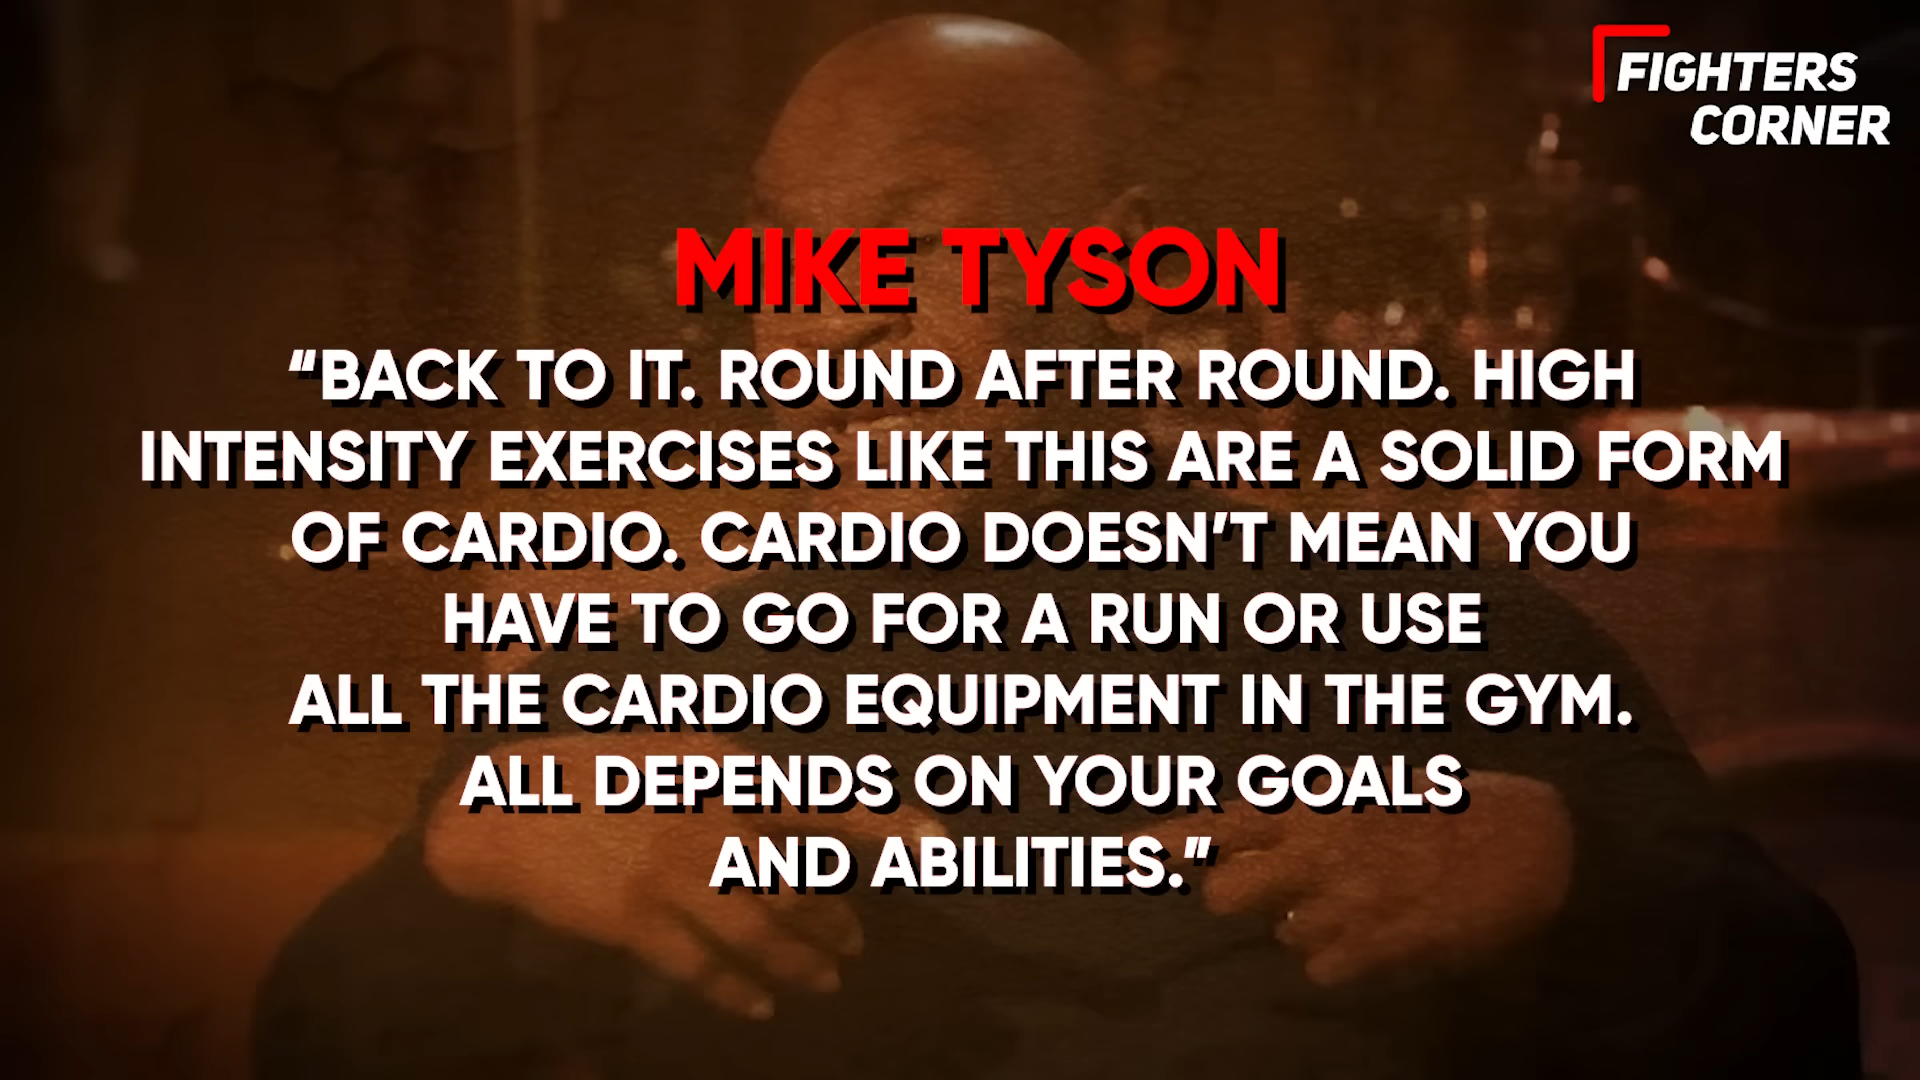 FIGHTERS
CORNER
MIKE TYSON
“BACK TO IT. ROUND AFTER ROUND. HIGH
INTENSITY EXERCISES LIKE THIS ARE A SOLID FORM
OF CARDIO. CARDIO DOESN’T MEAN YOU
HAVE TO GO FOR A RUN OR USE
ALL THE CARDIO EQUIPMENT IN THE GYM.
ALL DEPENDS ON YOUR GOALS
AND ABILITIES.”